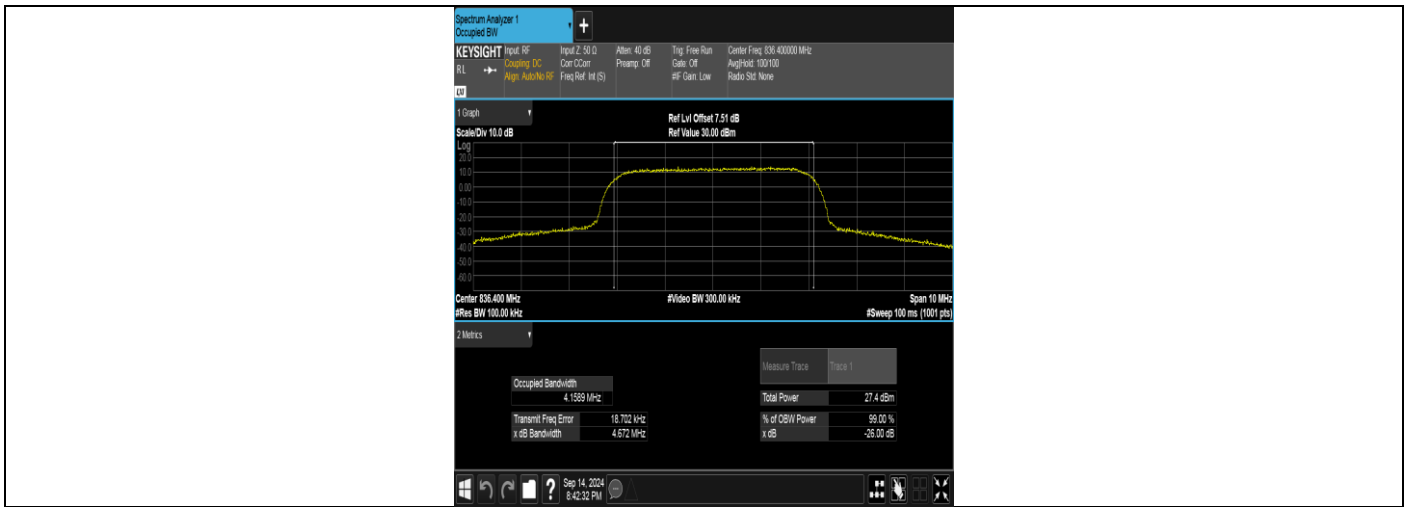 Spectrum Analyzer 1
Occupied BW
+
KEYSIGHT Input: RF Input Z: 50 Ω Atten: 40 dB Trig: Free Run Center Freq: 836.400000 MHz
RL Coupling: DC Corr CCorr Preamp: Off Gate: Off Avg|Hold: 100/100
Align: Auto/No RF Freq Ref: Int (S) #IF Gain: Low Radio Std: None
LXI
1 Graph
Ref Lvl Offset 7.51 dB
Scale/Div 10.0 dB Ref Value 30.00 dBm
Log
20.0
10.0
0.00
-10.0
-20.0
-30.0
-40.0
-50.0
-60.0
Center 836.400 MHz #Video BW 300.00 kHz Span 10 MHz
#Res BW 100.00 kHz #Sweep 100 ms (1001 pts)
2 Metrics
Measure Trace Trace 1
Occupied Bandwidth
4.1589 MHz
Total Power 27.4 dBm
Transmit Freq Error 18.702 kHz % of OBW Power 99.00 %
x dB Bandwidth 4.672 MHz x dB -26.00 dB
? Sep 14, 2024
8:42:32 PM